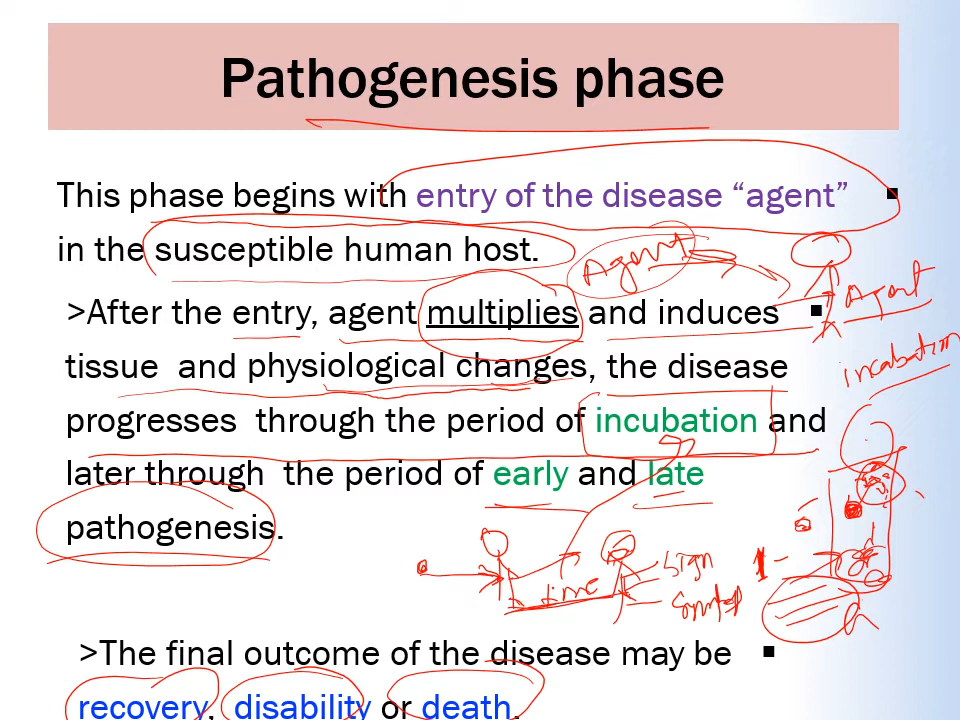 Pathogenesis phase
This phase begins with entry of the disease “agent”
in the susceptible human host.
Agent
>After the entry, agent multiplies and induces
Agent
tissue and physiological changes, the disease
incubation
progresses through the period of incubation and
later through the period of early and late
pathogenesis.
Sign
time
>The final outcome of the disease may be
recovery, disability or death.